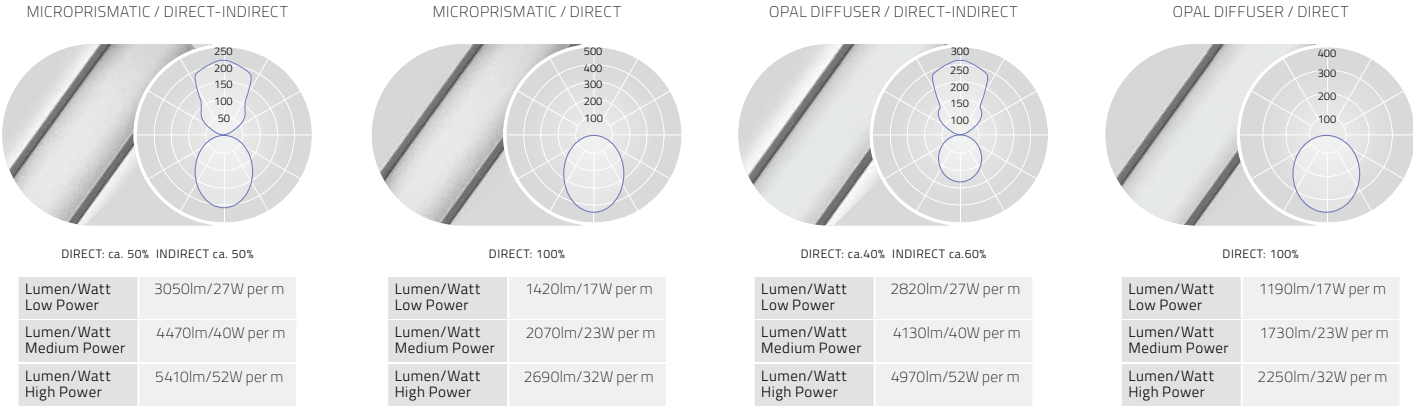 MICROPRISMATIC / DIRECT-INDIRECT
250
200
150
100
50
DIRECT: ca. 50% INDIRECT ca. 50%
Lumen/Watt
Low Power
3050lm/27W per m
Lumen/Watt
Medium Power
4470lm/40W per m
Lumen/Watt
High Power
5410lm/52W per m
MICROPRISMATIC / DIRECT
500
400
300
200
100
DIRECT: 100%
Lumen/Watt
Low Power
1420lm/17W per m
Lumen/Watt
Medium Power
2070lm/23W per m
Lumen/Watt
High Power
2690lm/32W per m
OPAL DIFFUSER / DIRECT-INDIRECT
300
250
200
150
100
DIRECT: ca.40% INDIRECT ca.60%
Lumen/Watt
Low Power
2820lm/27W per m
Lumen/Watt
Medium Power
4130lm/40W per m
Lumen/Watt
High Power
4970lm/52W per m
OPAL DIFFUSER / DIRECT
400
300
200
100
DIRECT: 100%
Lumen/Watt
Low Power
1190lm/17W per m
Lumen/Watt
Medium Power
1730lm/23W per m
Lumen/Watt
High Power
2250lm/32W per m